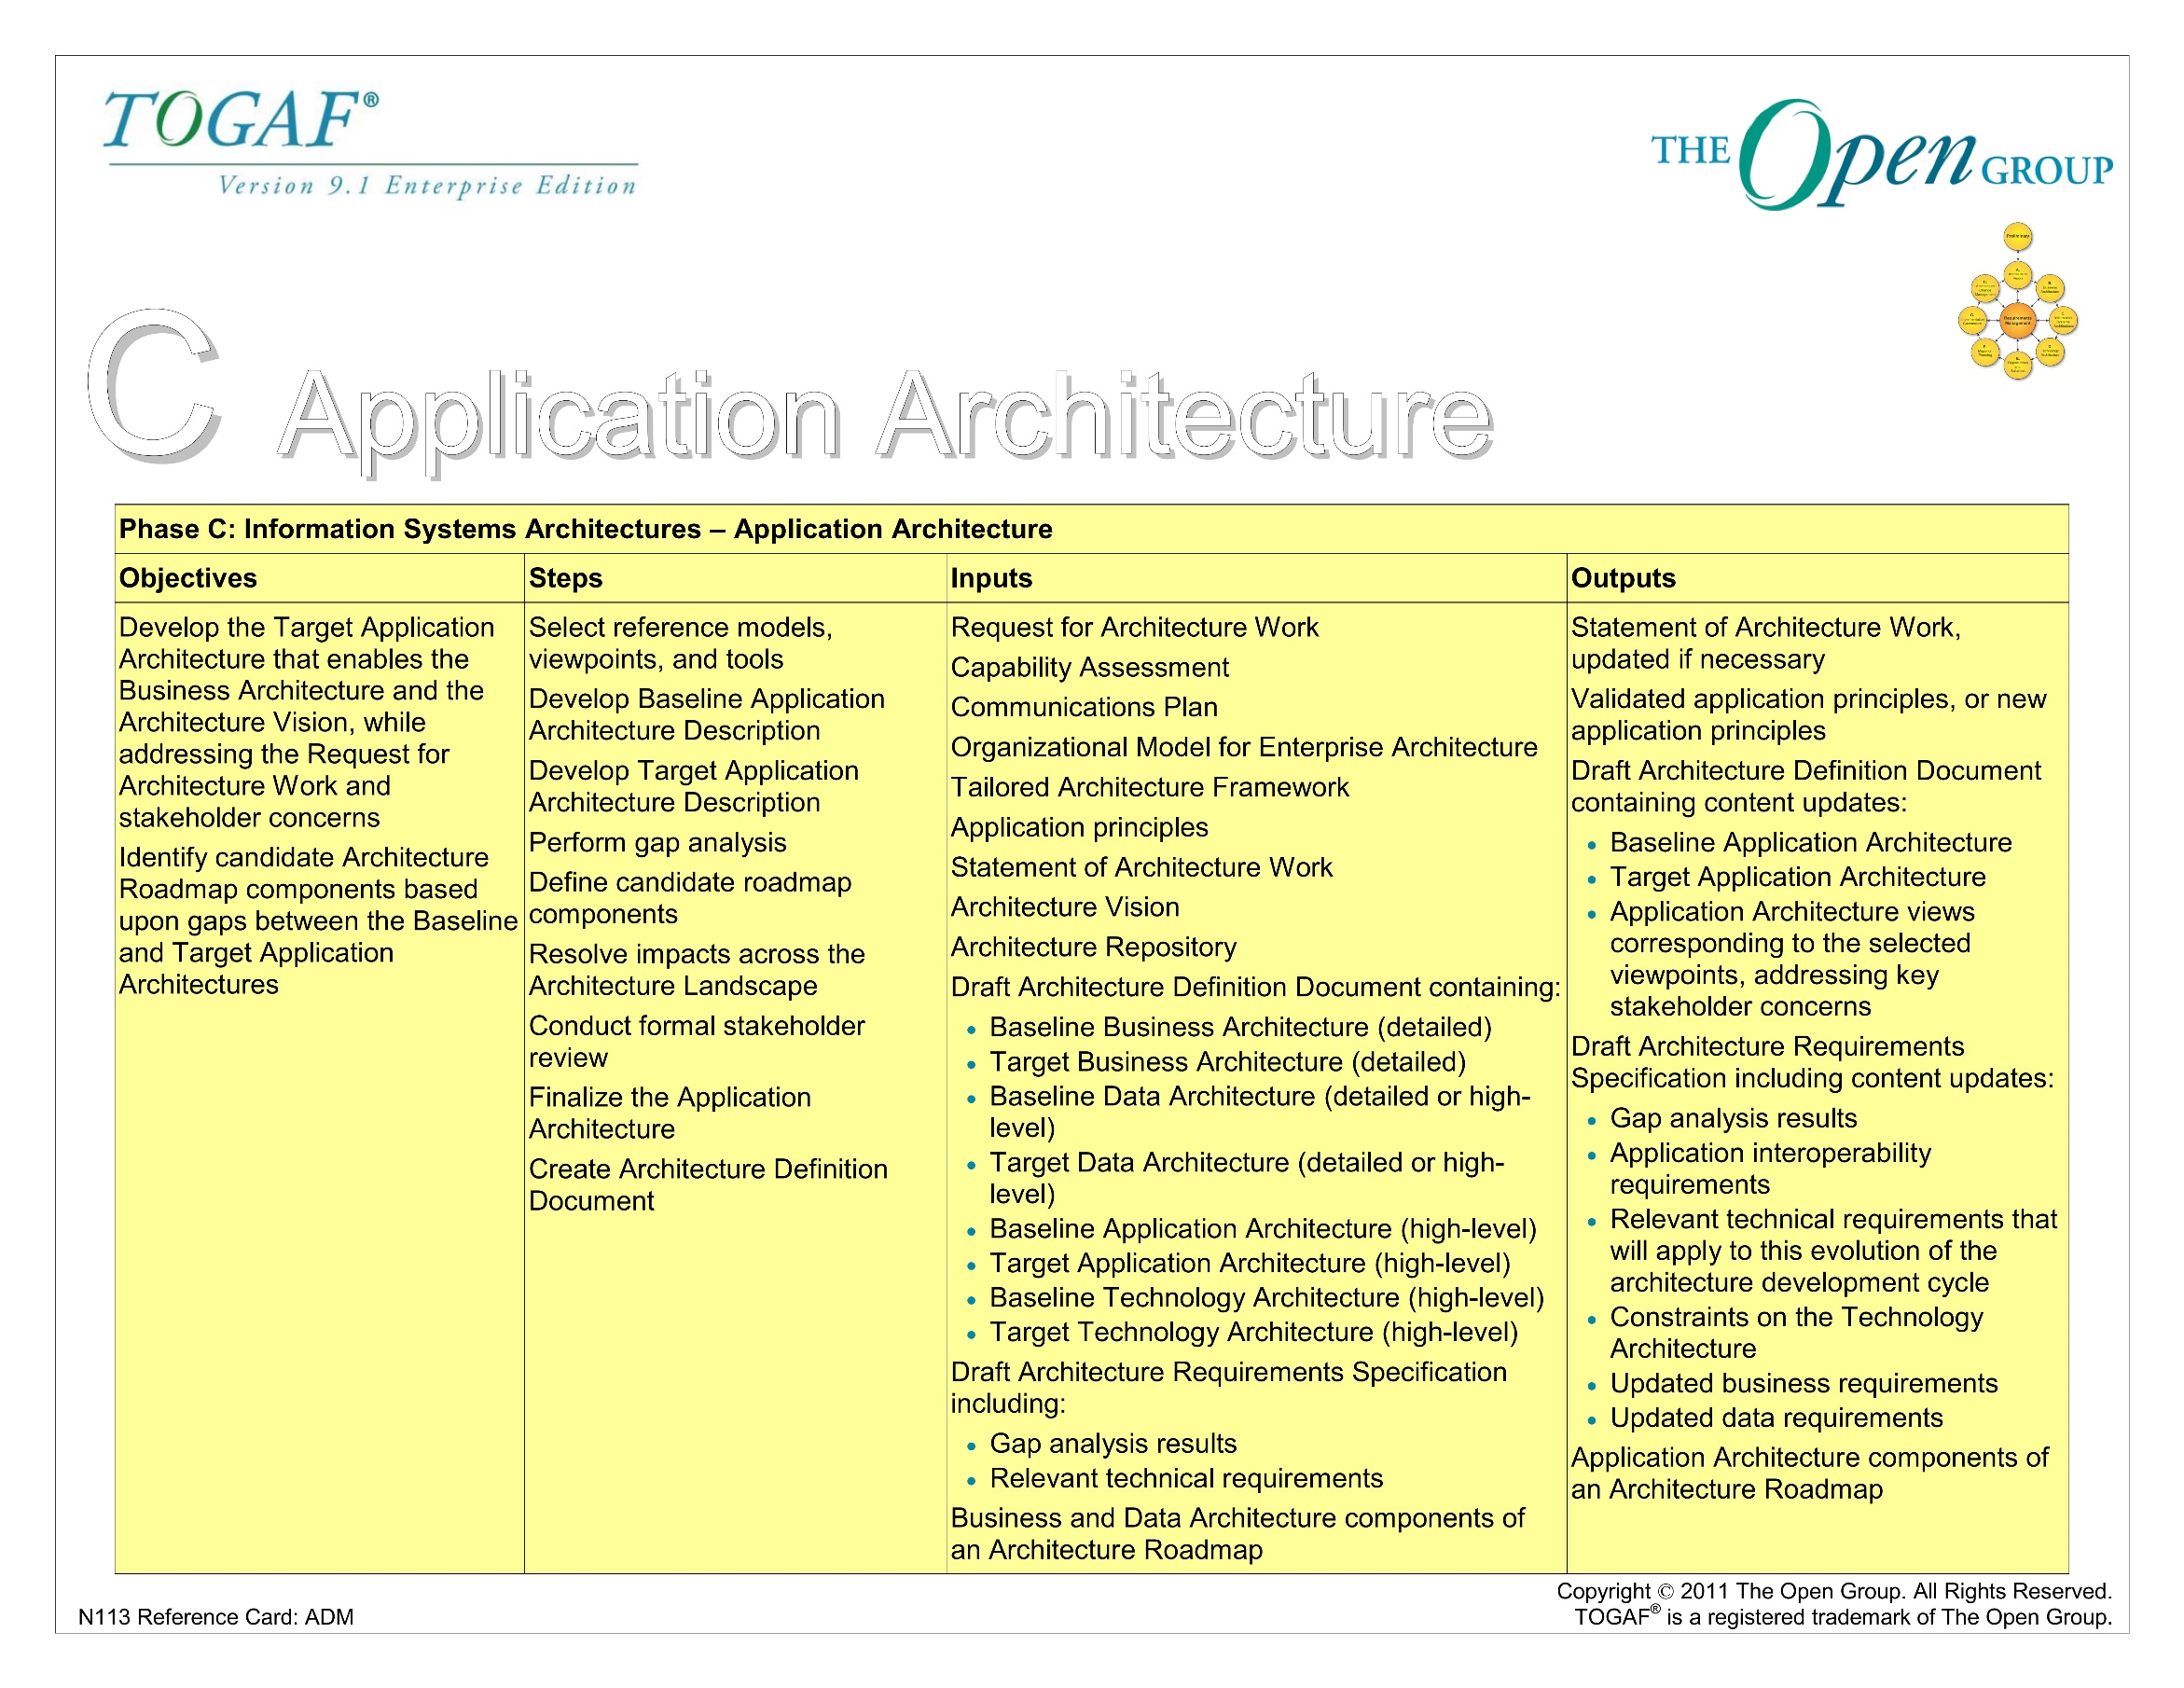 TOGAF®
Version 9.1 Enterprise Edition
THE Open GROUP
Preliminary
Requirements
Management
C Application Architecture
Phase C: Information Systems Architectures – Application Architecture
Objectives
Develop the Target Application
Architecture that enables the
Business Architecture and the
Architecture Vision, while
addressing the Request for
Architecture Work and
stakeholder concerns
Identify candidate Architecture
Roadmap components based
upon gaps between the Baseline
and Target Application
Architectures
Steps
Select reference models,
viewpoints, and tools
Develop Baseline Application
Architecture Description
Develop Target Application
Architecture Description
Perform gap analysis
Define candidate roadmap
components
Resolve impacts across the
Architecture Landscape
Conduct formal stakeholder
review
Finalize the Application
Architecture
Create Architecture Definition
Document
Inputs
Request for Architecture Work
Capability Assessment
Communications Plan
Organizational Model for Enterprise Architecture
Tailored Architecture Framework
Application principles
Statement of Architecture Work
Architecture Vision
Architecture Repository
Draft Architecture Definition Document containing:
• Baseline Business Architecture (detailed)
• Target Business Architecture (detailed)
• Baseline Data Architecture (detailed or high-
level)
• Target Data Architecture (detailed or high-
level)
• Baseline Application Architecture (high-level)
• Target Application Architecture (high-level)
• Baseline Technology Architecture (high-level)
• Target Technology Architecture (high-level)
Draft Architecture Requirements Specification
including:
• Gap analysis results
• Relevant technical requirements
Business and Data Architecture components of
an Architecture Roadmap
Outputs
Statement of Architecture Work,
updated if necessary
Validated application principles, or new
application principles
Draft Architecture Definition Document
containing content updates:
• Baseline Application Architecture
• Target Application Architecture
• Application Architecture views
corresponding to the selected
viewpoints, addressing key
stakeholder concerns
Draft Architecture Requirements
Specification including content updates:
• Gap analysis results
• Application interoperability
requirements
• Relevant technical requirements that
will apply to this evolution of the
architecture development cycle
• Constraints on the Technology
Architecture
• Updated business requirements
• Updated data requirements
Application Architecture components of
an Architecture Roadmap
N113 Reference Card: ADM
Copyright © 2011 The Open Group. All Rights Reserved.
TOGAF® is a registered trademark of The Open Group.